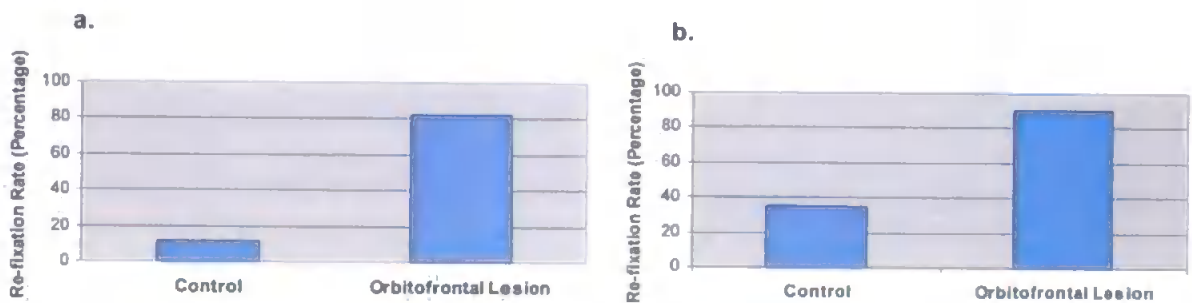 a.
Re-fixation Rate (Percentage)
100
80
60
40
20
0
Control
Orbitofrontal Lesion
b.
Re-fixation Rate (Percentage)
100
80
60
40
20
0
Control
Orbitofrontal Lesion